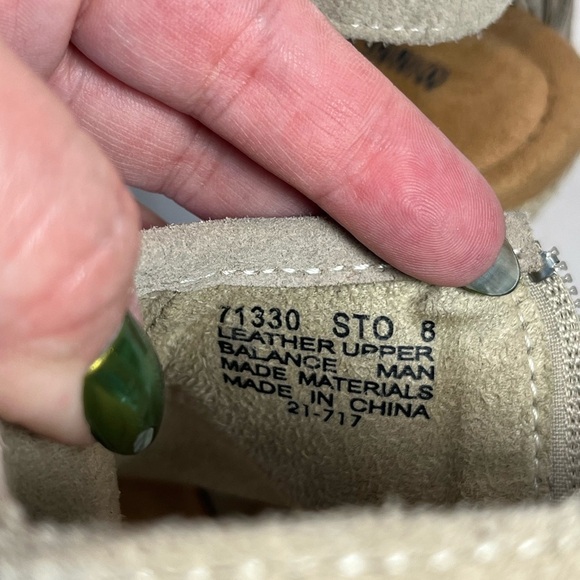 71330 STO 8
LEATHER UPPER
BALANCE MAN
MADE MATERIALS
MADE IN CHINA
21-717